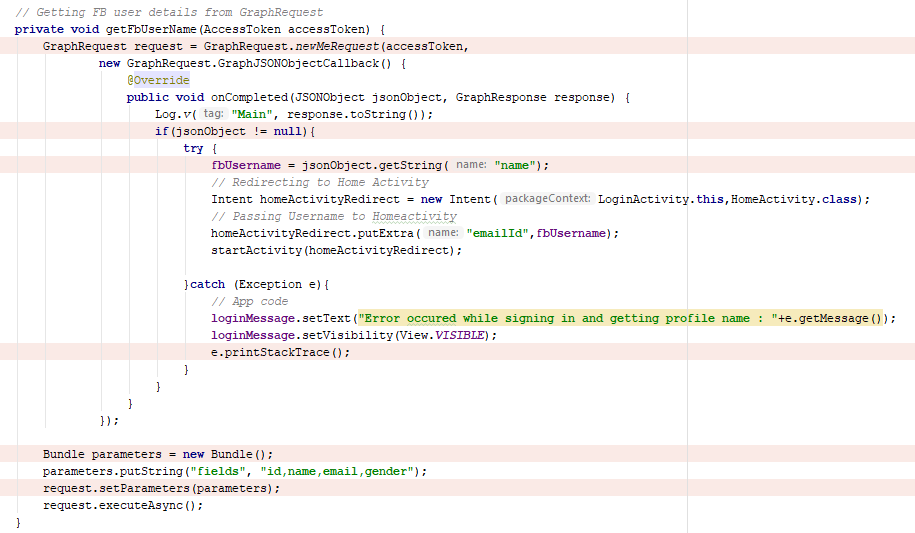 // Getting FB user details from GraphRequest
private void getFbUserName(AccessToken accessToken) {
    GraphRequest request = GraphRequest.newMeRequest(accessToken,
            new GraphRequest.GraphJSONObjectCallback() {
                @Override
                public void onCompleted(JSONObject jsonObject, GraphResponse response) {
                    Log.v( tag: "Main", response.toString());
                    if(jsonObject != null){
                        try {
                            fbUsername = jsonObject.getString( name: "name");
                            // Redirecting to Home Activity
                            Intent homeActivityRedirect = new Intent( packageContext: LoginActivity.this,HomeActivity.class);
                            // Passing Username to Homeactivity
                            homeActivityRedirect.putExtra( name: "emailId",fbUsername);
                            startActivity(homeActivityRedirect);

                        }catch (Exception e){
                            // App code
                            loginMessage.setText("Error occured while signing in and getting profile name : "+e.getMessage());
                            loginMessage.setVisibility(View.VISIBLE);
                            e.printStackTrace();
                        }
                    }
                }
            });

    Bundle parameters = new Bundle();
    parameters.putString("fields", "id,name,email,gender");
    request.setParameters(parameters);
    request.executeAsync();
}